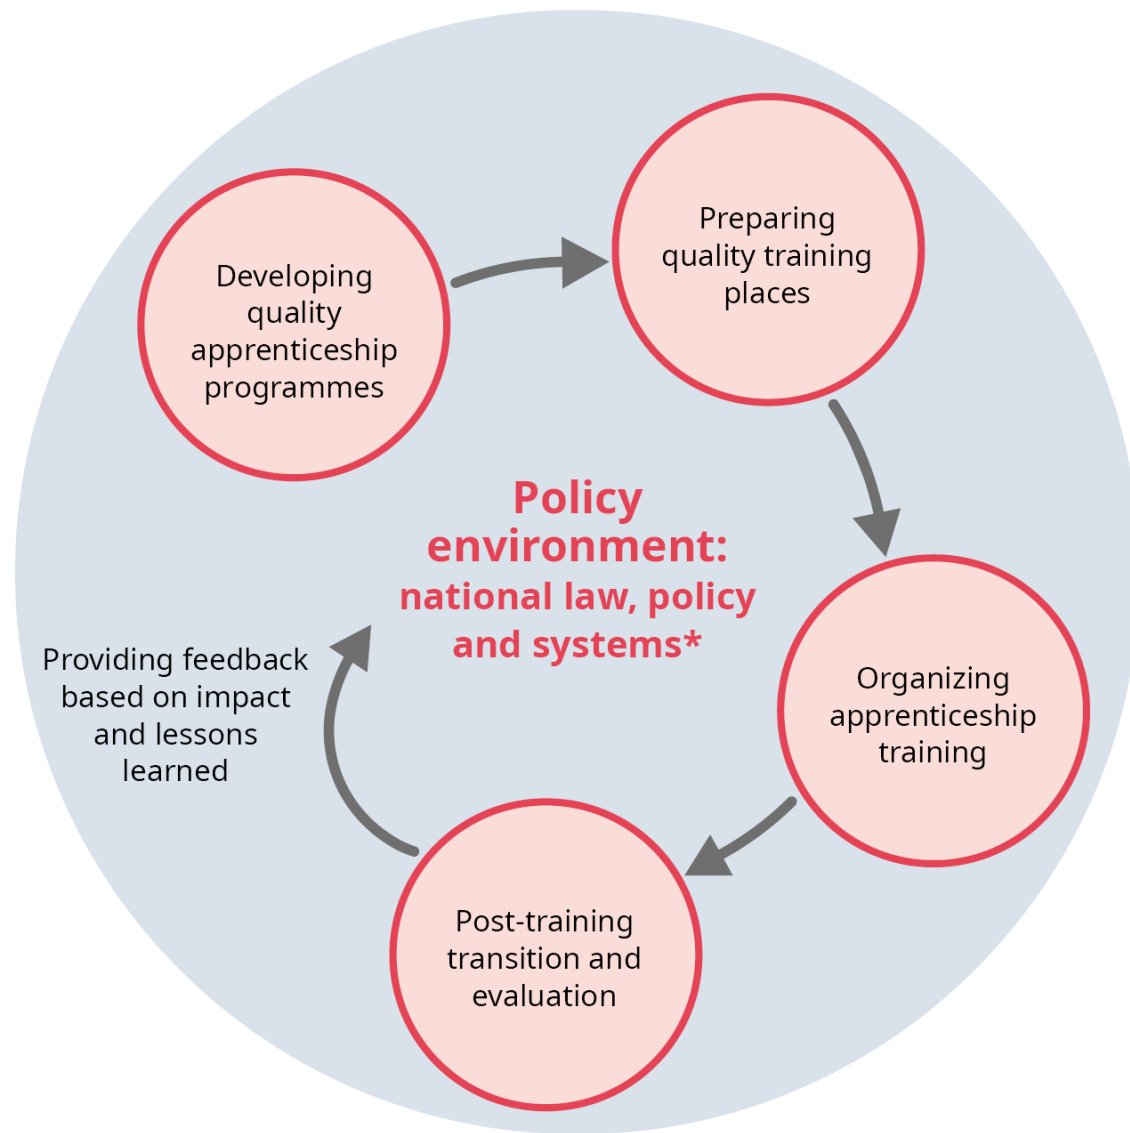 Developing
quality
apprenticeship
programmes
Preparing
quality training
places
Policy
environment:
national law, policy
and systems*
Organizing
apprenticeship
training
Post-training
transition and
evaluation
Providing feedback
based on impact
and lessons
learned